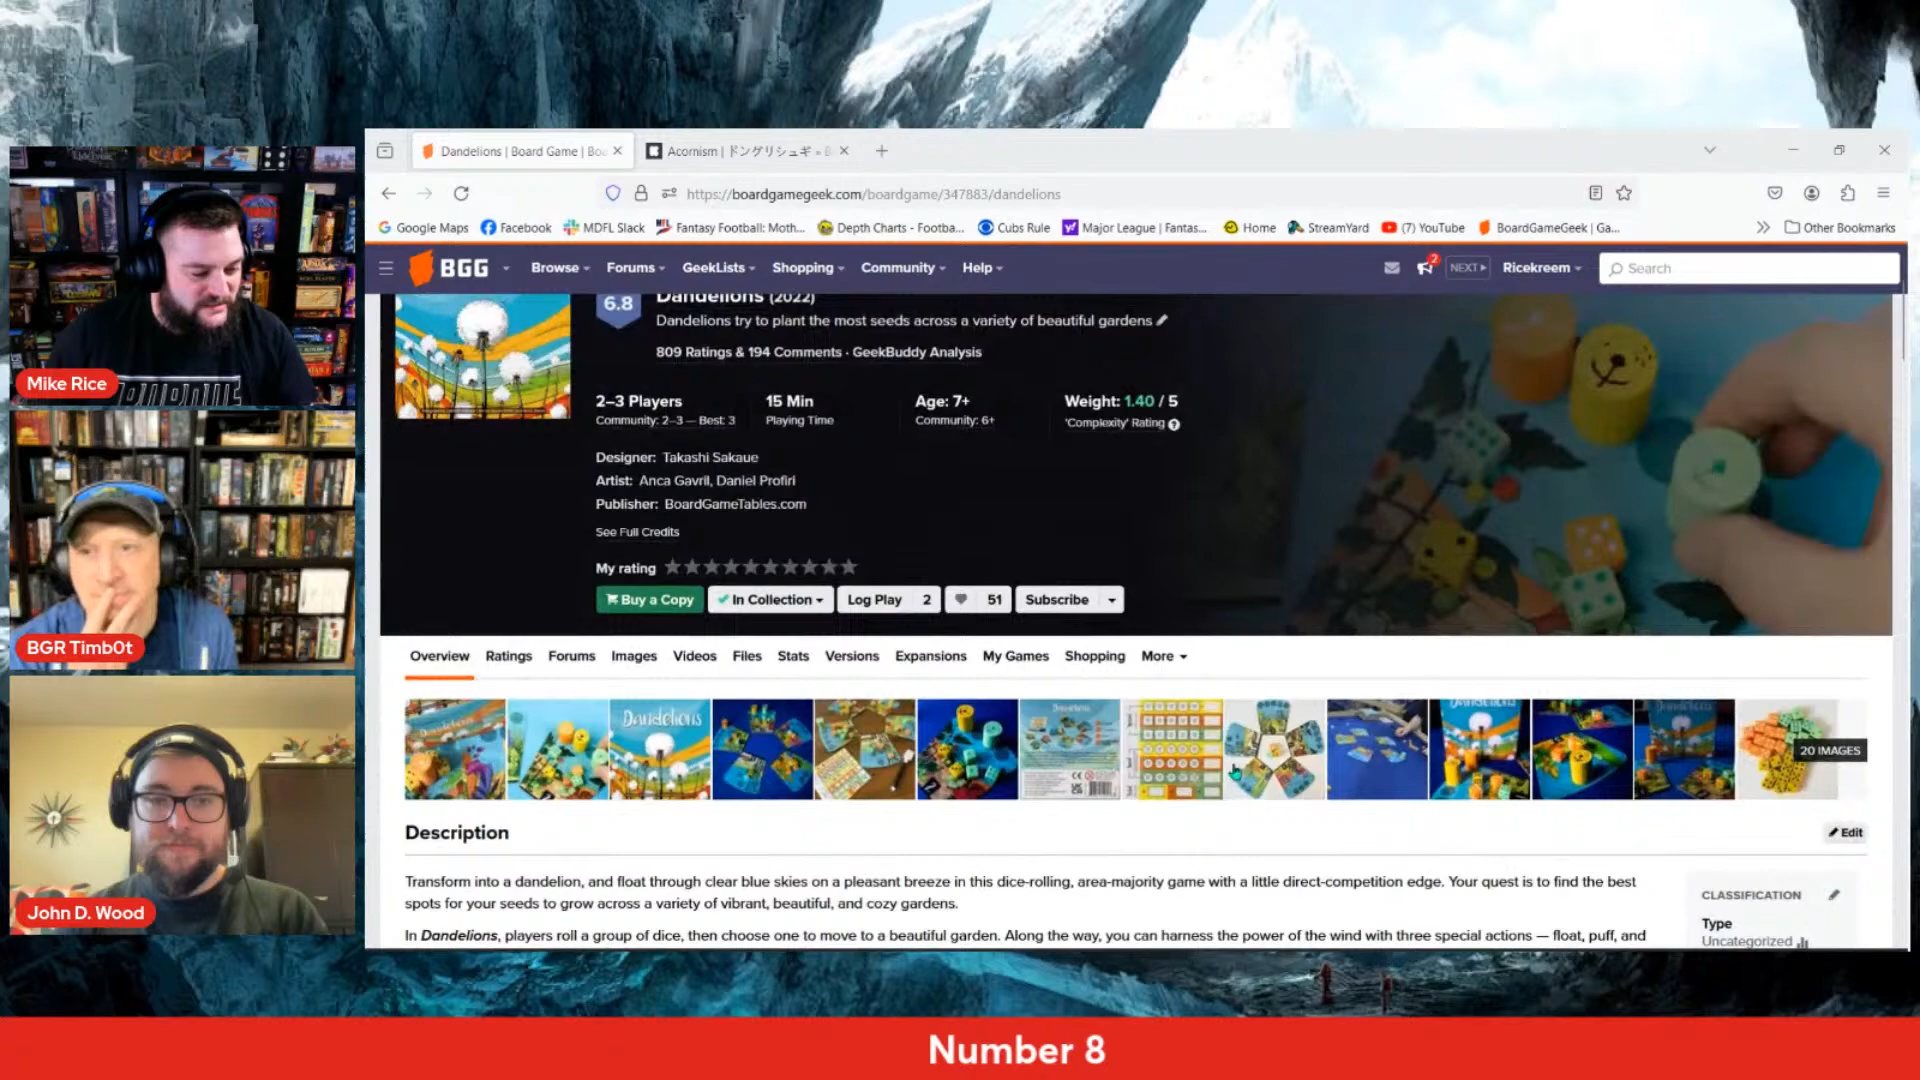 Dandelions | Board Game | Boa
Acornism | ドングリシュギ » B
https://boardgamegeek.com/boardgame/347883/dandelions
Google Maps
Facebook
MDFL Slack
Fantasy Football: Moth...
Depth Charts - Footba...
Cubs Rule
Major League | Fantas...
Home
StreamYard
(7) YouTube
BoardGameGeek | Ga...
Other Bookmarks
BGG
Browse
Forums
GeekLists
Shopping
Community
Help
2
NEXT
Ricekreem
Search
6.8
Dandelions (2022)
Dandelions try to plant the most seeds across a variety of beautiful gardens
809 Ratings & 194 Comments · GeekBuddy Analysis
2–3 Players
Community: 2–3 — Best: 3
15 Min
Playing Time
Age: 7+
Community: 6+
Weight: 1.40 / 5
'Complexity' Rating
Designer: Takashi Sakaue
Artist: Anca Gavril, Daniel Profiri
Publisher: BoardGameTables.com
See Full Credits
My rating
Buy a Copy
In Collection
Log Play 2
51
Subscribe
Overview
Ratings
Forums
Images
Videos
Files
Stats
Versions
Expansions
My Games
Shopping
More
Dandelions
20 IMAGES
Description
Edit
Transform into a dandelion, and float through clear blue skies on a pleasant breeze in this dice-rolling, area-majority game with a little direct-competition edge. Your quest is to find the best
spots for your seeds to grow across a variety of vibrant, beautiful, and cozy gardens.
In Dandelions, players roll a group of dice, then choose one to move to a beautiful garden. Along the way, you can harness the power of the wind with three special actions — float, puff, and
CLASSIFICATION
Type
Uncategorized
Mike Rice
BGR Timb0t
John D. Wood
Number 8